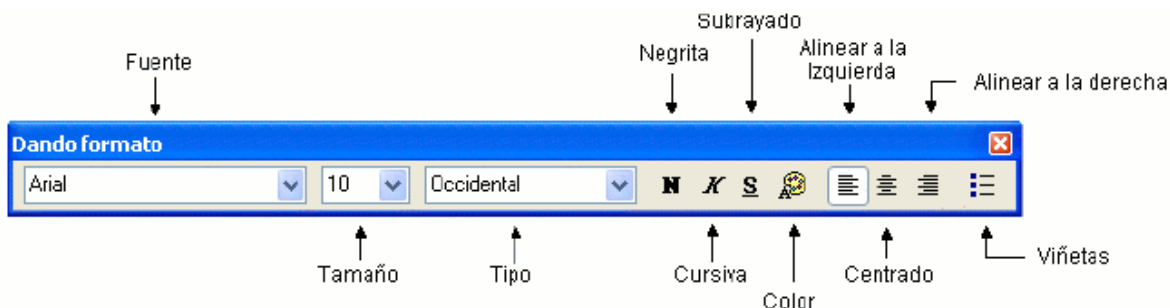 Subrayado
Fuente
Negrita
Alinear a la
Izquierda
Alinear a la derecha
Dando formato
Arial
10
Occidental
N
K
S
A
Tamaño
Tipo
Cursiva
Color
Centrado
Viñetas